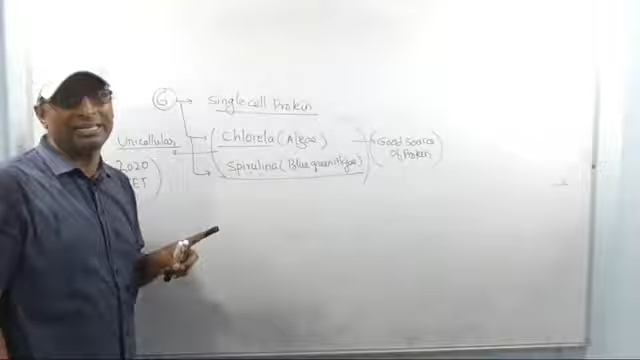 6 → Single cell Protein
Unicellular
Chlorela (Algae)
Good Source
Of Protein
2020
Spirulina (Blue green Algae)